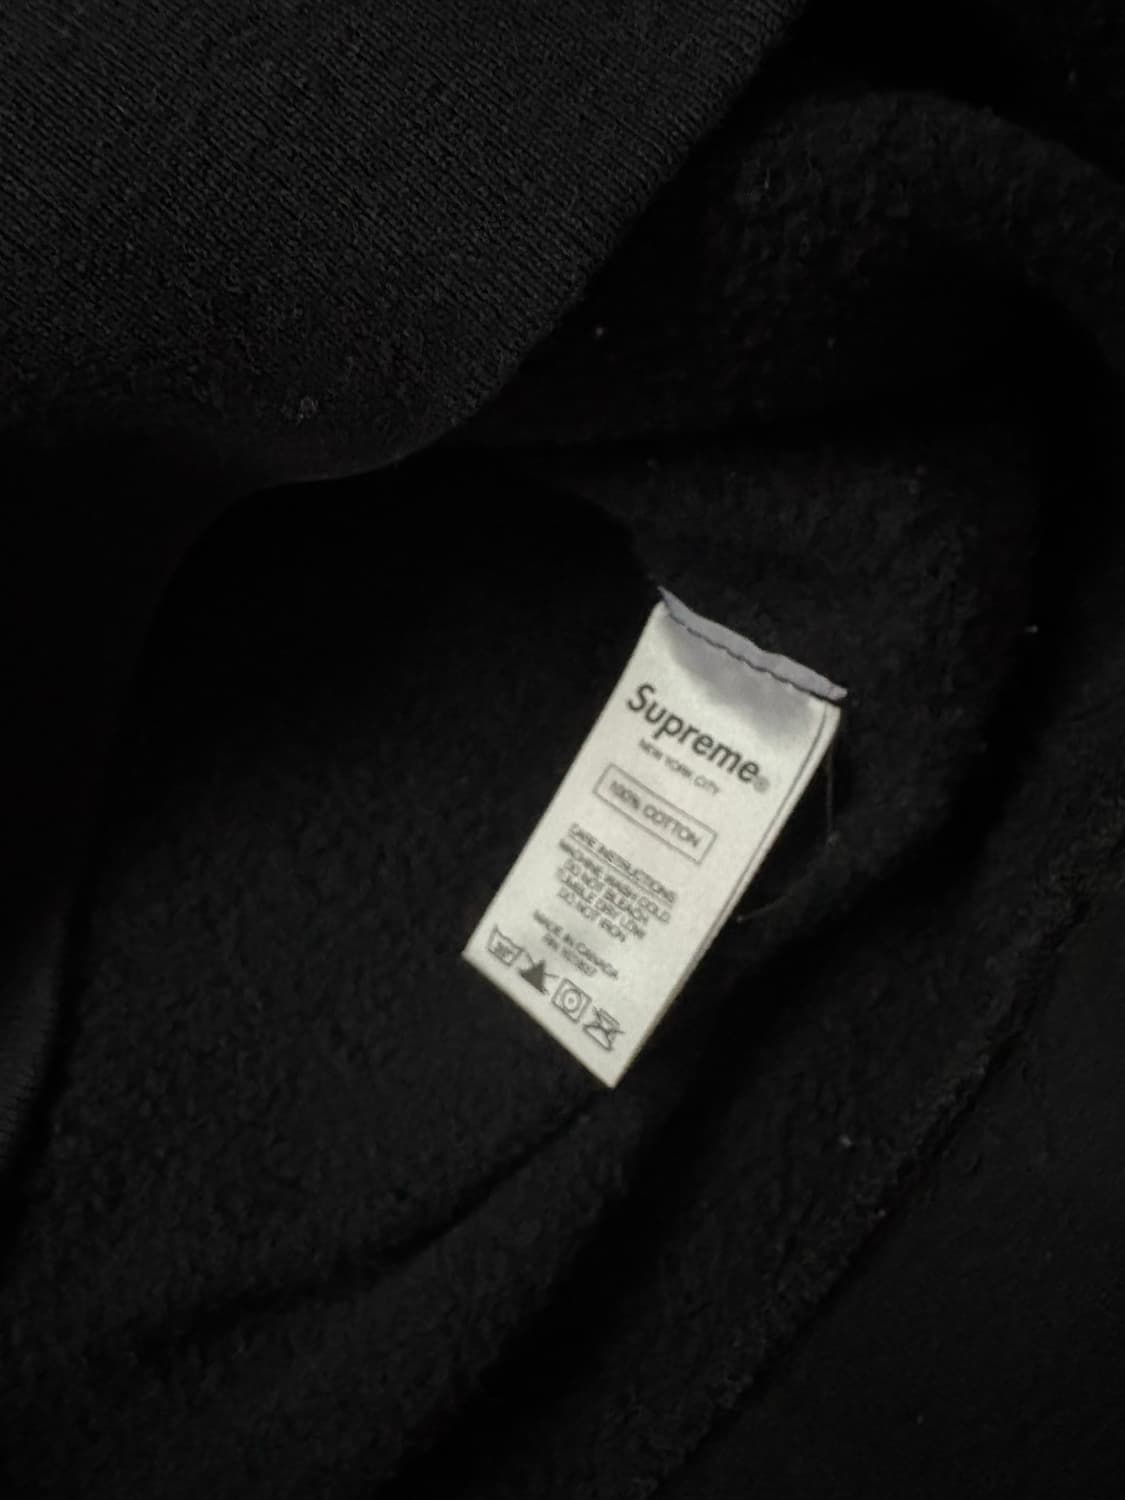 Supreme®
NEW YORK CITY
100% COTTON
CARE INSTRUCTIONS
MACHINE WASH COLD
DO NOT BLEACH
TUMBLE DRY LOW
DO NOT IRON
MADE IN CANADA